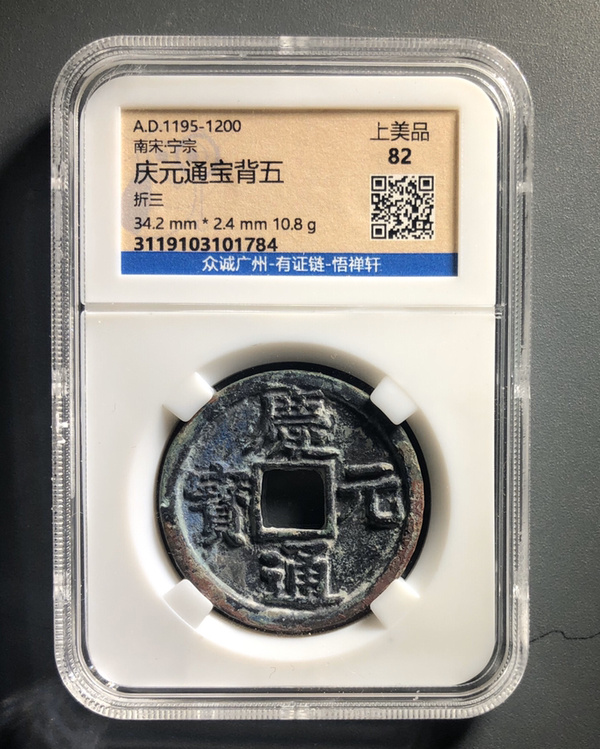 A.D.1195-1200
南宋·宁宗
庆元通宝背五
折三
34.2 mm * 2.4 mm 10.8 g
3119103101784
上美品
82
众诚广州-有证链-悟禅轩
慶元通寶